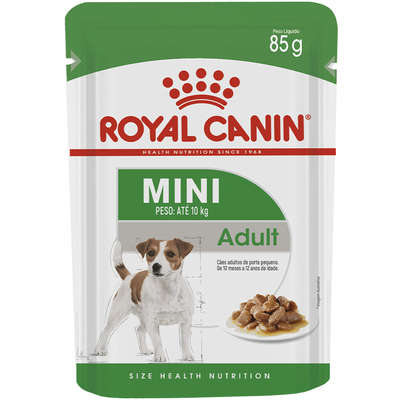 Peso Líquido
85g
ROYAL CANIN®
HEALTH NUTRITION SINCE 1968
MINI
PESO: ATÉ 10 kg
Adult
Cães adultos de porte pequeno.
De 10 meses a 12 anos de idade.
SIZE HEALTH NUTRITION